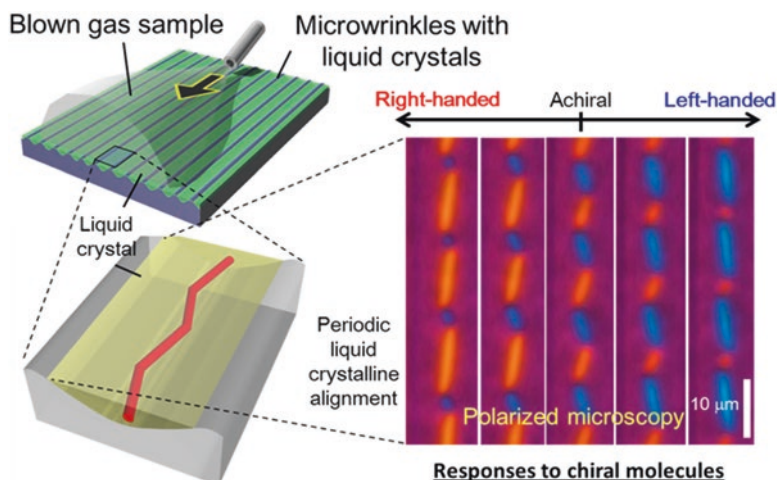 Blown gas sample
Microwrinkles with
liquid crystals
Right-handed
Achiral
Left-handed
Liquid
crystal
Periodic
liquid
crystalline
alignment
10 μm
Polarized microscopy
Responses to chiral molecules